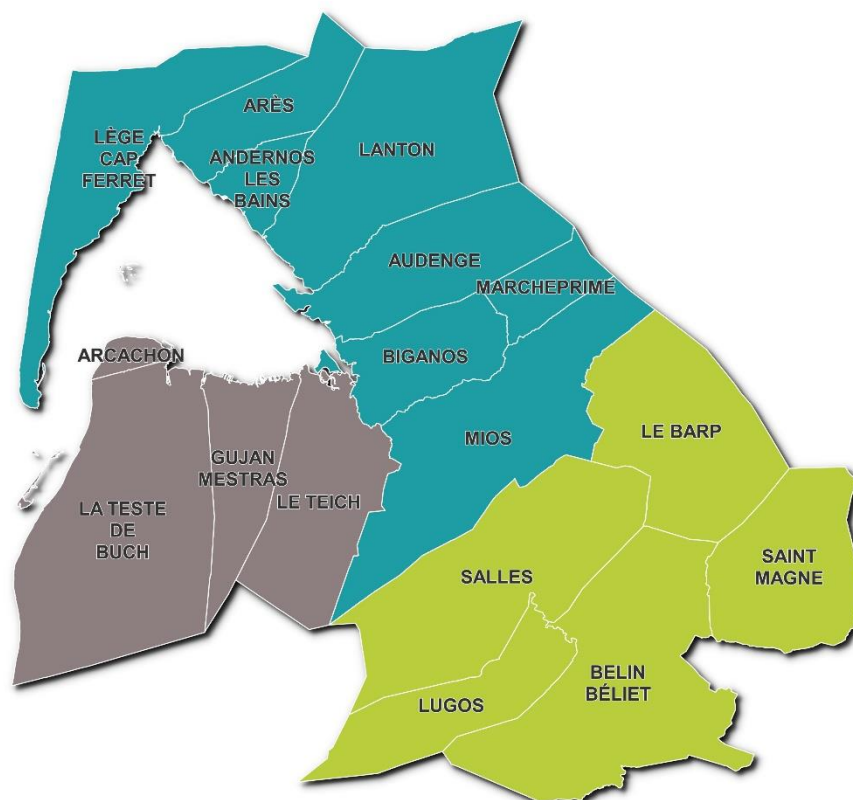 ARÈS
LÈGE
CAP
FERRET
ANDERNOS
LES
BAINS
LANTON
AUDENGE
MARCHEPRIME
ARCACHON
BIGANOS
MIOS
LE BARP
GUJAN
MESTRAS
LE TEICH
LA TESTE
DE
BUCH
SALLES
SAINT
MAGNE
BELIN
BÉLIET
LUGOS